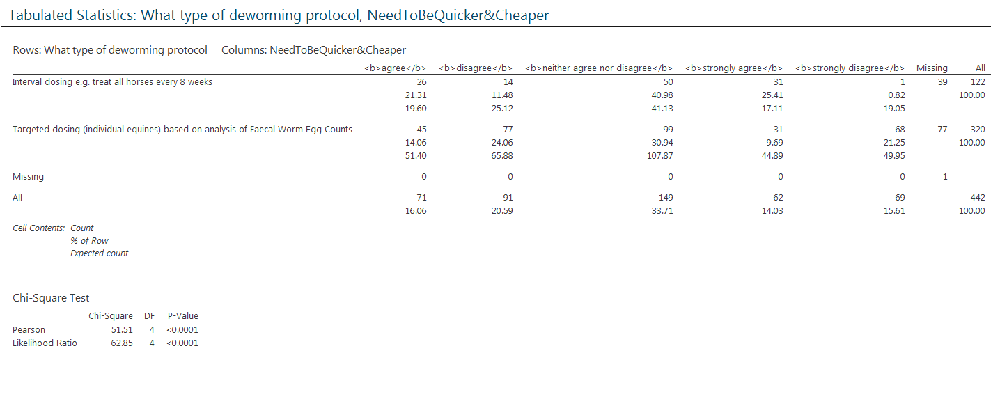 Tabulated Statistics: What type of deworming protocol, NeedToBeQuicker&Cheaper
Rows: What type of deworming protocol Columns: NeedToBeQuicker&Cheaper
<b>agree</b> <b>disagree</b> <b>neither agree nor disagree</b> <b>strongly agree</b> <b>strongly disagree</b> Missing All
Interval dosing e.g. treat all horses every 8 weeks 26 14 50 31 1 39 122
21.31 11.48 40.98 25.41 0.82 100.00
19.60 25.12 41.13 17.11 19.05
Targeted dosing (individual equines) based on analysis of Faecal Worm Egg Counts 45 77 99 31 68 77 320
14.06 24.06 30.94 9.69 21.25 100.00
51.40 65.88 107.87 44.89 49.95
Missing 0 0 0 0 0 1
All 71 91 149 62 69 442
16.06 20.59 33.71 14.03 15.61 100.00
Cell Contents: Count
% of Row
Expected count
Chi-Square Test
Chi-Square DF P-Value
Pearson 51.51 4 <0.0001
Likelihood Ratio 62.85 4 <0.0001